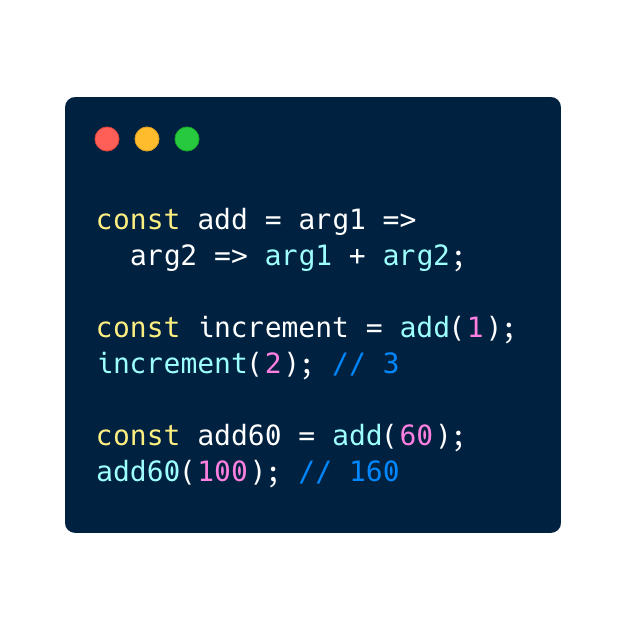 const add = arg1 =>
  arg2 => arg1 + arg2;
const increment = add(1);
increment(2); // 3
const add60 = add(60);
add60(100); // 160